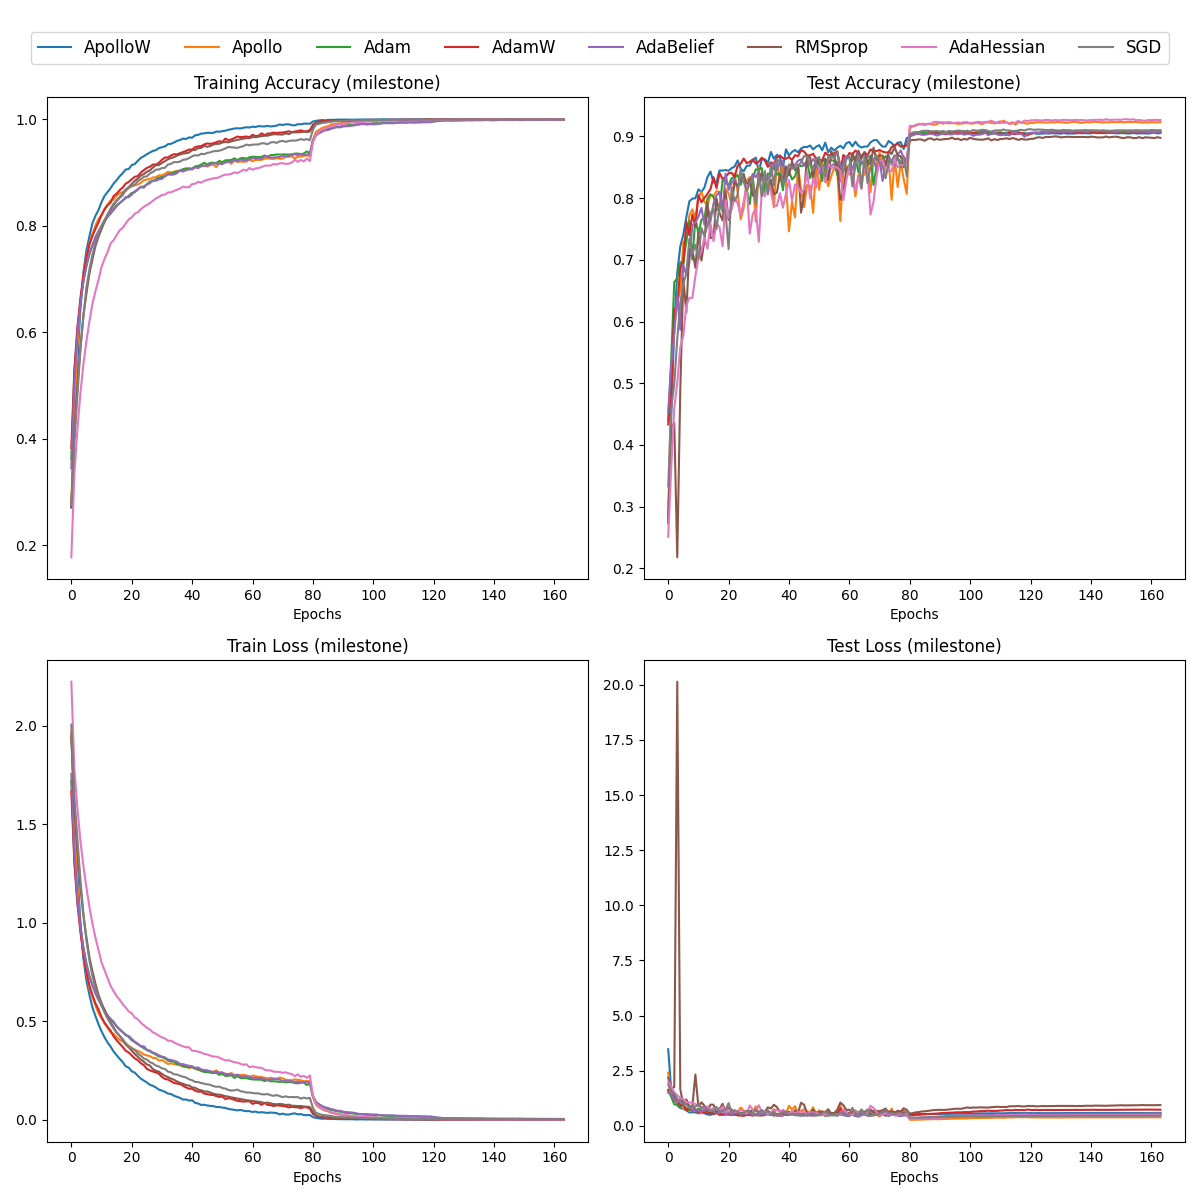 ApolloW Apollo Adam AdamW AdaBelief RMSprop AdaHessian SGD
Training Accuracy (milestone)
1.0
0.8
0.6
0.4
0.2
0 20 40 60 80 100 120 140 160
Epochs
Test Accuracy (milestone)
0.9
0.8
0.7
0.6
0.5
0.4
0.3
0.2
0 20 40 60 80 100 120 140 160
Epochs
Train Loss (milestone)
2.0
1.5
1.0
0.5
0.0
0 20 40 60 80 100 120 140 160
Epochs
Test Loss (milestone)
20.0
17.5
15.0
12.5
10.0
7.5
5.0
2.5
0.0
0 20 40 60 80 100 120 140 160
Epochs